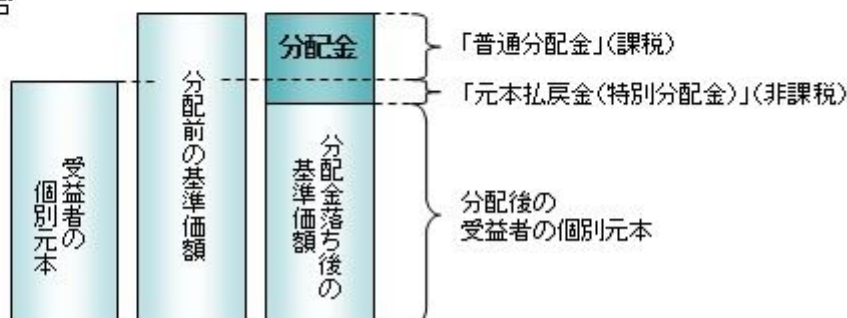 分配金
「普通分配金」(課税)
「元本払戻金(特別分配金)」(非課税)
受益者の
個別元本
分配前の基準価額
分配金落ち後の
基準価額
分配後の
受益者の個別元本